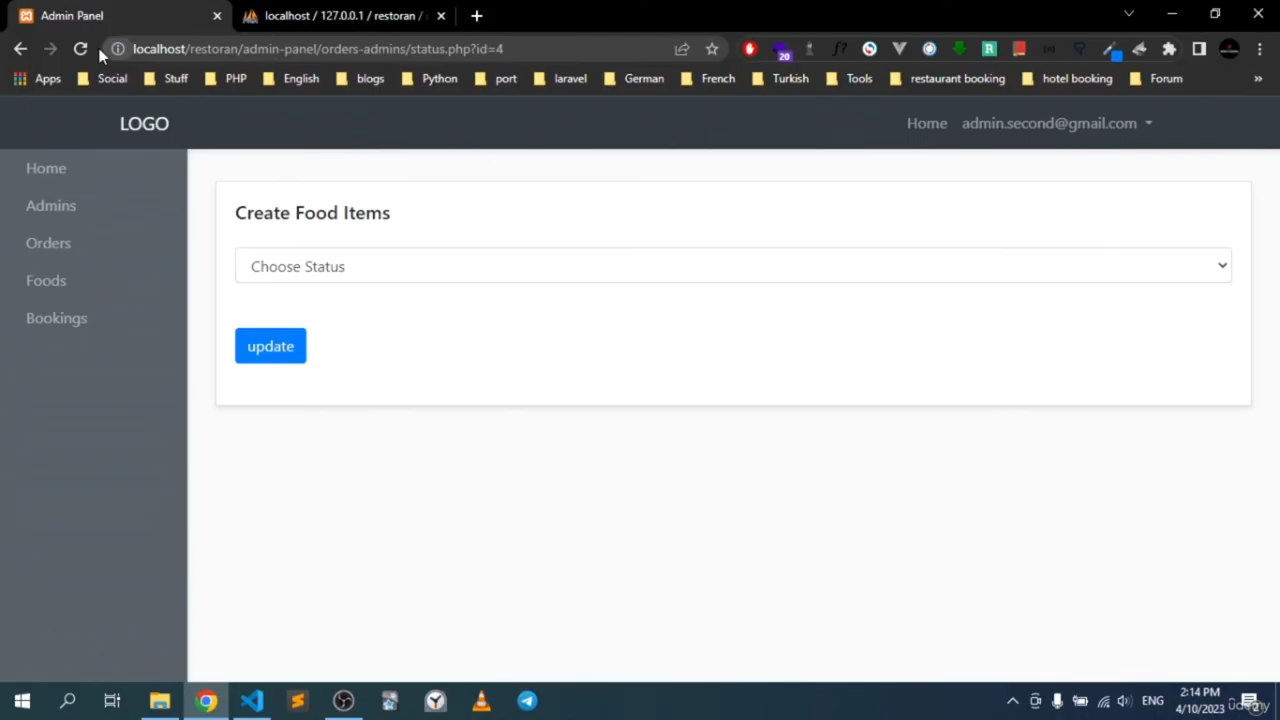 Admin Panel
localhost / 127.0.0.1 / restoran /
localhost/restoran/admin-panel/orders-admins/status.php?id=4
20
Apps Social Stuff PHP English blogs Python port laravel German French Turkish Tools restaurant booking hotel booking Forum »
LOGO
Home admin.second@gmail.com
Home
Admins
Orders
Foods
Bookings
Create Food Items
Choose Status
update
ENG
2:14 PM
4/10/2023
udemy